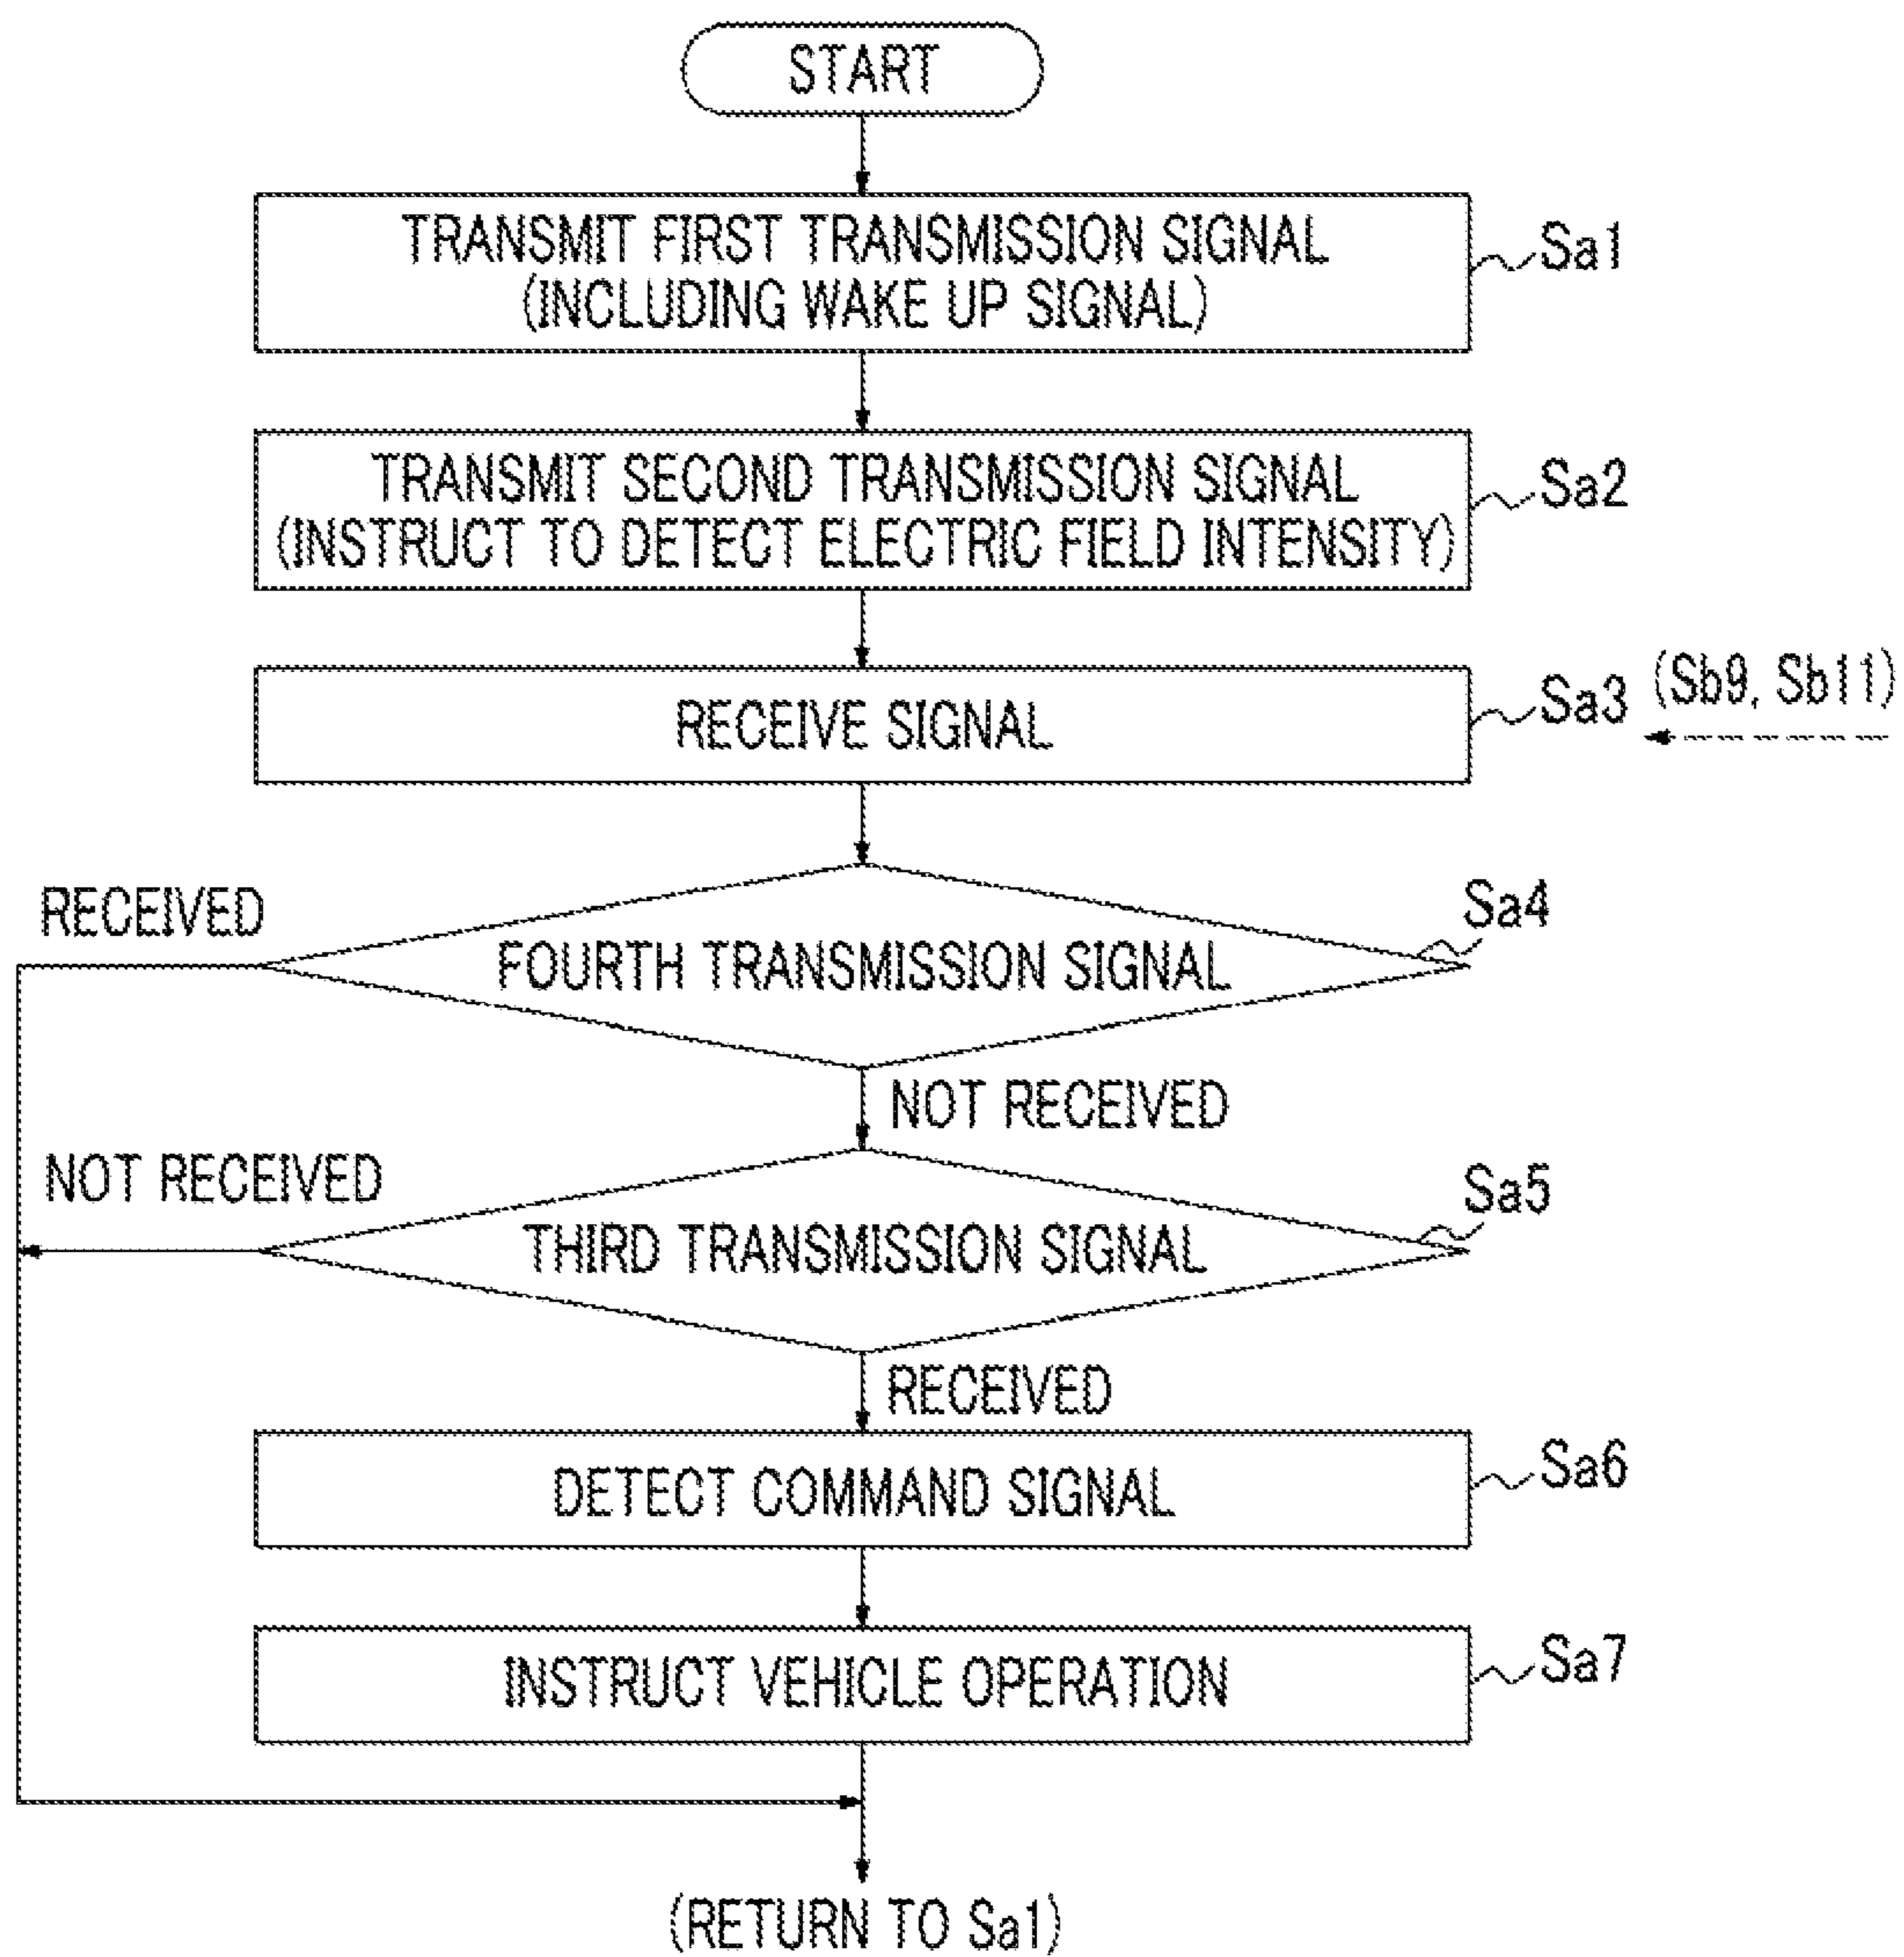 START
TRANSMIT FIRST TRANSMISSION SIGNAL
(INCLUDING WAKE UP SIGNAL)
Sa1
TRANSMIT SECOND TRANSMISSION SIGNAL
(INSTRUCT TO DETECT ELECTRIC FIELD INTENSITY)
Sa2
RECEIVE SIGNAL
Sa3
(Sb9, Sb11)
RECEIVED
FOURTH TRANSMISSION SIGNAL
Sa4
NOT RECEIVED
NOT RECEIVED
THIRD TRANSMISSION SIGNAL
Sa5
RECEIVED
DETECT COMMAND SIGNAL
Sa6
INSTRUCT VEHICLE OPERATION
Sa7
(RETURN TO Sa1)